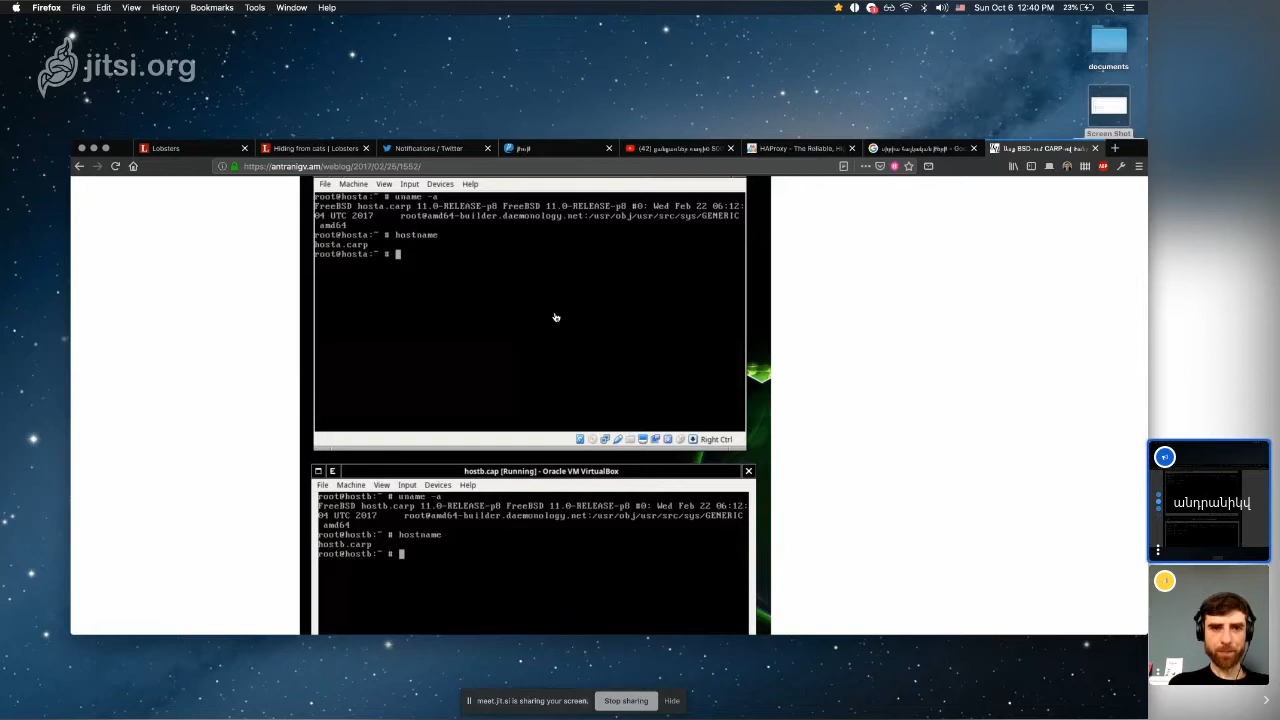 Firefox File Edit View History Bookmarks Tools Window Help
Sun Oct 6 12:40 PM 23%
jitsi.org
documents
Screen Shot
Lobsters
Hiding from cats | Lobsters
Notifications / Twitter
HAProxy - The Reliable, Hi
https://antranigv.am/weblog/2017/02/25/1552/
File Machine View Input Devices Help
root@hosta:~ # uname -a
FreeBSD hosta.carp 11.0-RELEASE-p8 FreeBSD 11.0-RELEASE-p8 #0: Wed Feb 22 06:12:
04 UTC 2017 root@amd64-builder.daemonology.net:/usr/obj/usr/src/sys/GENERIC
amd64
root@hosta:~ # hostname
hosta.carp
root@hosta:~ #
Right Ctrl
hostb.cap [Running] - Oracle VM VirtualBox
File Machine View Input Devices Help
root@hostb:~ # uname -a
FreeBSD hostb.carp 11.0-RELEASE-p8 FreeBSD 11.0-RELEASE-p8 #0: Wed Feb 22 06:12:
04 UTC 2017 root@amd64-builder.daemonology.net:/usr/obj/usr/src/sys/GENERIC
amd64
root@hostb:~ # hostname
hostb.carp
root@hostb:~ #
անդրանիկվ
meet.jit.si is sharing your screen. Stop sharing Hide